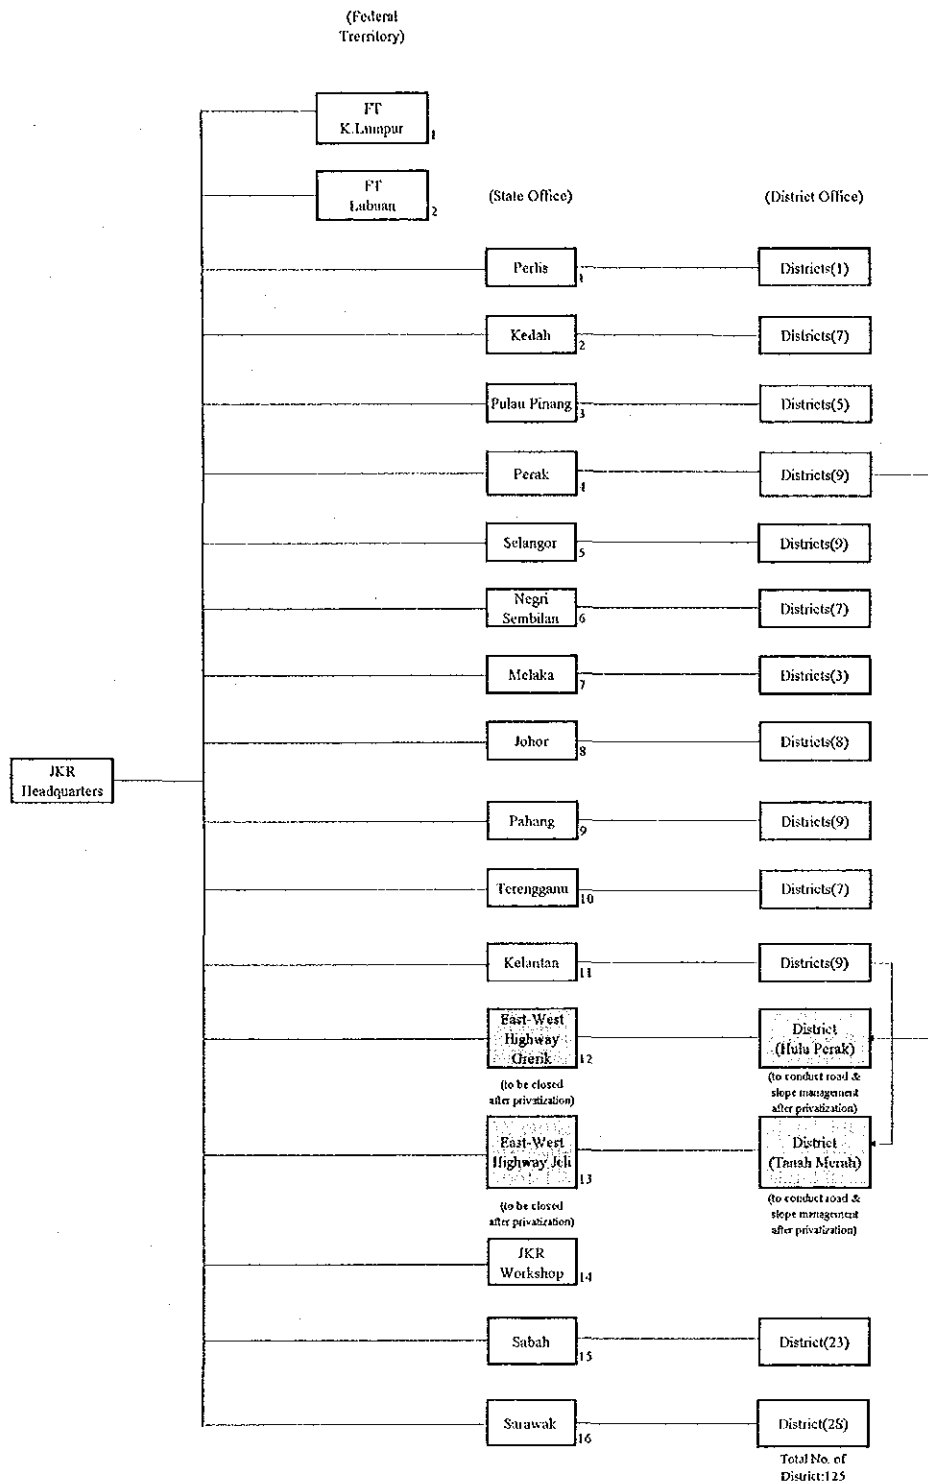 (Federal
Trerritory)
FT
K.Lumpur
1
FT
Labuan
2
(State Office)
(District Office)
Perlis
1
Districts(1)
Kedah
2
Districts(7)
Pulau Pinang
3
Districts(5)
Perak
4
Districts(9)
Selangor
5
Districts(9)
Negri
Sembilan
6
Districts(7)
Melaka
7
Districts(3)
Johor
8
Districts(8)
JKR
Headquarters
Pahang
9
Districts(9)
Terengganu
10
Districts(7)
Kelantan
11
Districts(9)
East-West
Highway
Grerik
12
(to be closed
after privatization)
District
(Hulu Perak)
(to conduct road &
slope management
after privatization)
East-West
Highway Jeli
13
(to be closed
after privatization)
District
(Tanah Merah)
(to conduct road &
slope management
after privatization)
JKR
Workshop
14
Sabah
15
District(23)
Sarawak
16
District(28)
Total No. of
District:125